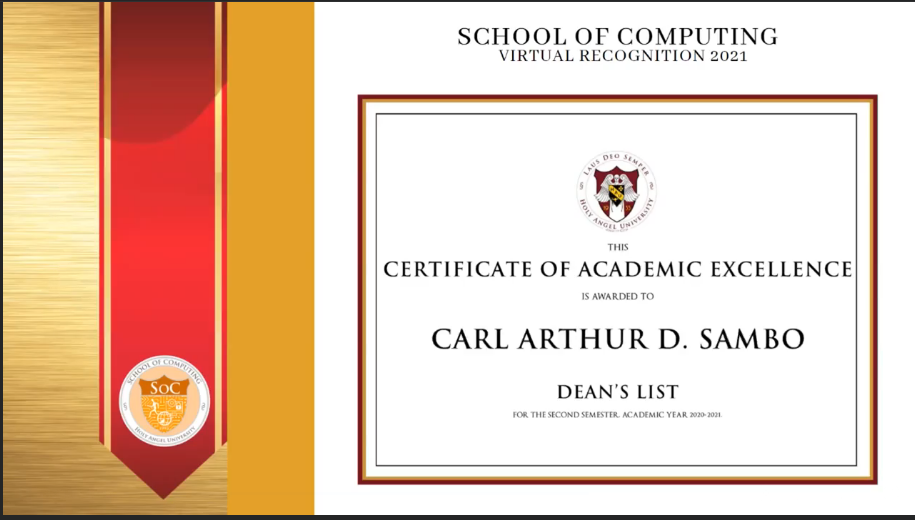 SCHOOL OF COMPUTING
VIRTUAL RECOGNITION 2021
LAUS DEO SEMPER
HOLY ANGEL UNIVERSITY
THIS
CERTIFICATE OF ACADEMIC EXCELLENCE
IS AWARDED TO
CARL ARTHUR D. SAMBO
DEAN'S LIST
FOR THE SECOND SEMESTER, ACADEMIC YEAR 2020-2021.
SCHOOL OF COMPUTING
SOC
HOLY ANGEL UNIVERSITY